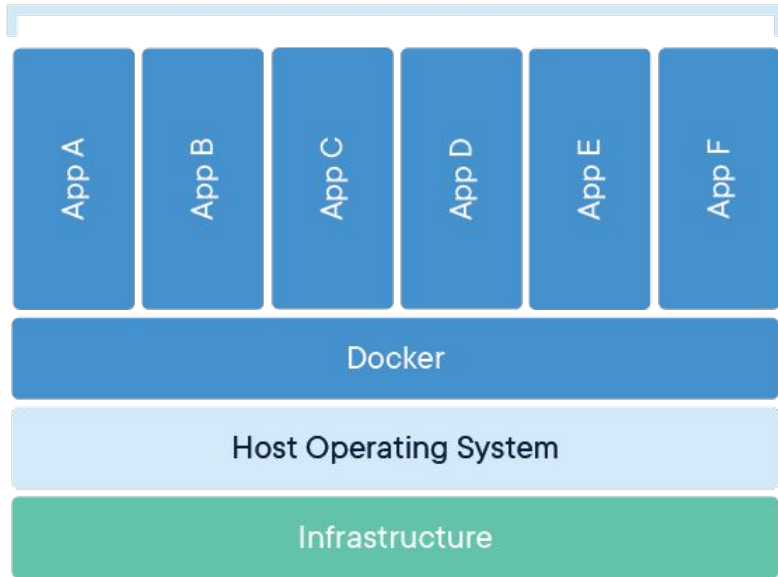 App A
App B
App C
App D
App E
App F
Docker
Host Operating System
Infrastructure